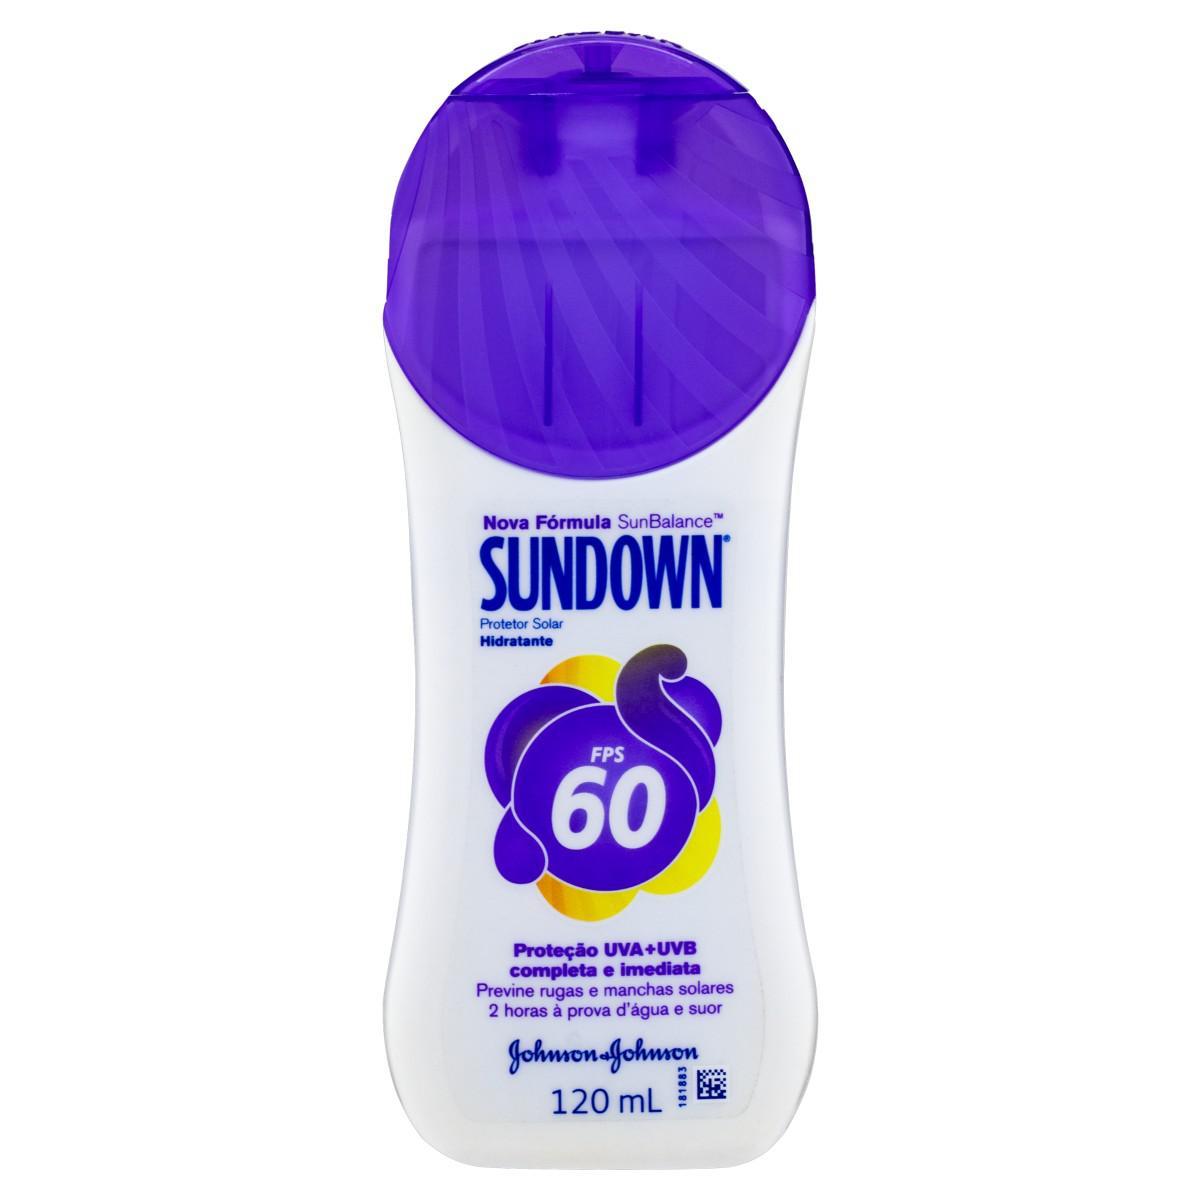 Nova Fórmula SunBalance™
SUNDOWN®
Protetor Solar
Hidratante
FPS
60
Proteção UVA+UVB
completa e imediata
Previne rugas e manchas solares
2 horas à prova d'água e suor
Johnson & Johnson
120 mL
181883